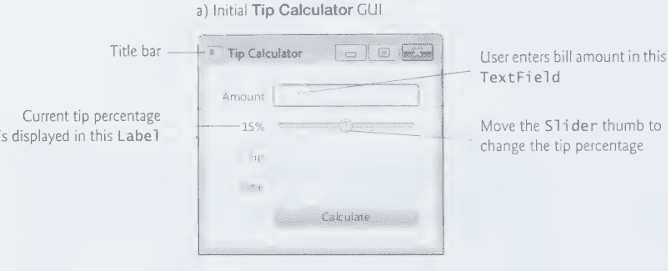 a) Initial Tip Calculator GUI
Title bar
Tip Calculator
User enters bill amount in this
TextField
Amount
Current tip percentage
is displayed in this Label
15%
Move the Slider thumb to
change the tip percentage
Tip
Calculate